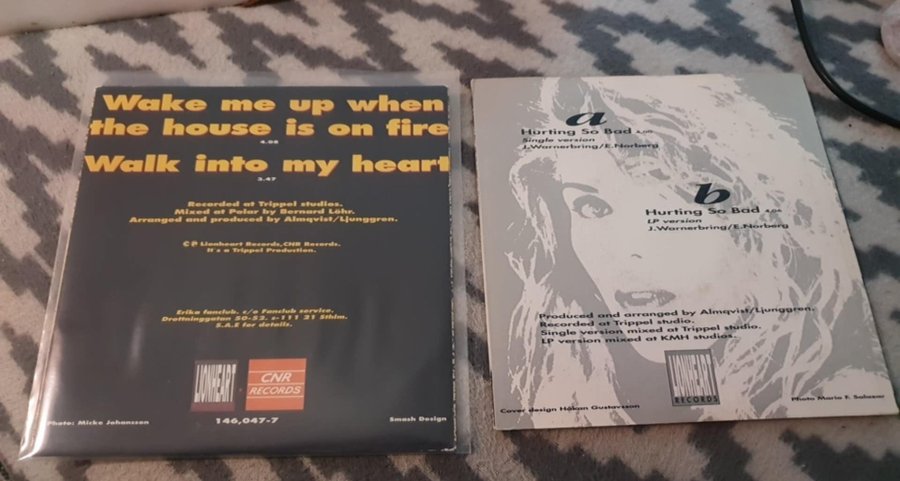 Wake me up when
the house is on fire
4.08
Walk into my heart
3.47
Recorded at Trippel studios.
Mixed at Polar by Bernard Löhr.
Arranged and produced by Almqvist/Ljunggren.
©℗ Lionheart Records,CNR Records.
It's a Trippel Production.
Erika fanclub. c/o Fanclub service.
Drottninggatan 50-52. s-111 21 Sthlm.
S.A.E for details.
LIONHEART
CNR
RECORDS
146,047-7
Photo: Micke Johansson
Smash Design
a
Hurting So Bad 4.00
Single version
J.Warnerbring/E.Norberg
b
Hurting So Bad 4.04
LP version
J.Warnerbring/E.Norberg
Produced and arranged by Almqvist/Ljunggren.
Recorded at Trippel studio.
Single version mixed at Trippel studio.
LP version mixed at KMH studios.
LIONHEART
RECORDS
Cover design Håkan Gustavsson
Photo Maria F. Salazar